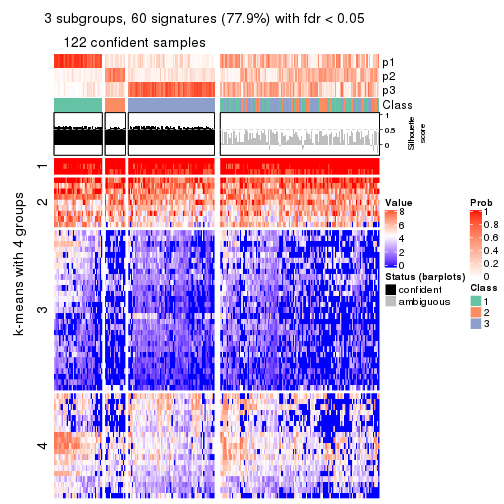 3 subgroups, 60 signatures (77.9%) with fdr < 0.05
122 confident samples
p1
p2
p3
Class
1
0.5
0
Silhouette
score
k-means with 4 groups
1
2
3
4
Value
8
6
4
2
0
Status (barplots)
confident
ambiguous
Prob
1
0.8
0.6
0.4
0.2
0
Class
1
2
3